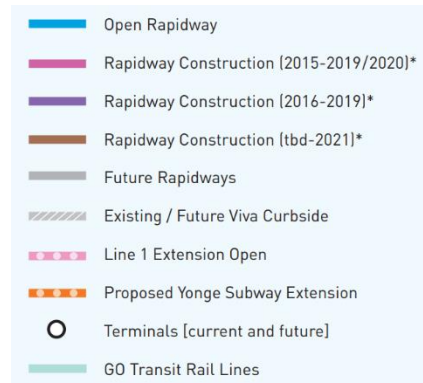 Open Rapidway
Rapidway Construction (2015-2019/2020)*
Rapidway Construction (2016-2019)*
Rapidway Construction (tbd-2021)*
Future Rapidways
Existing / Future Viva Curbside
Line 1 Extension Open
Proposed Yonge Subway Extension
Terminals [current and future]
GO Transit Rail Lines